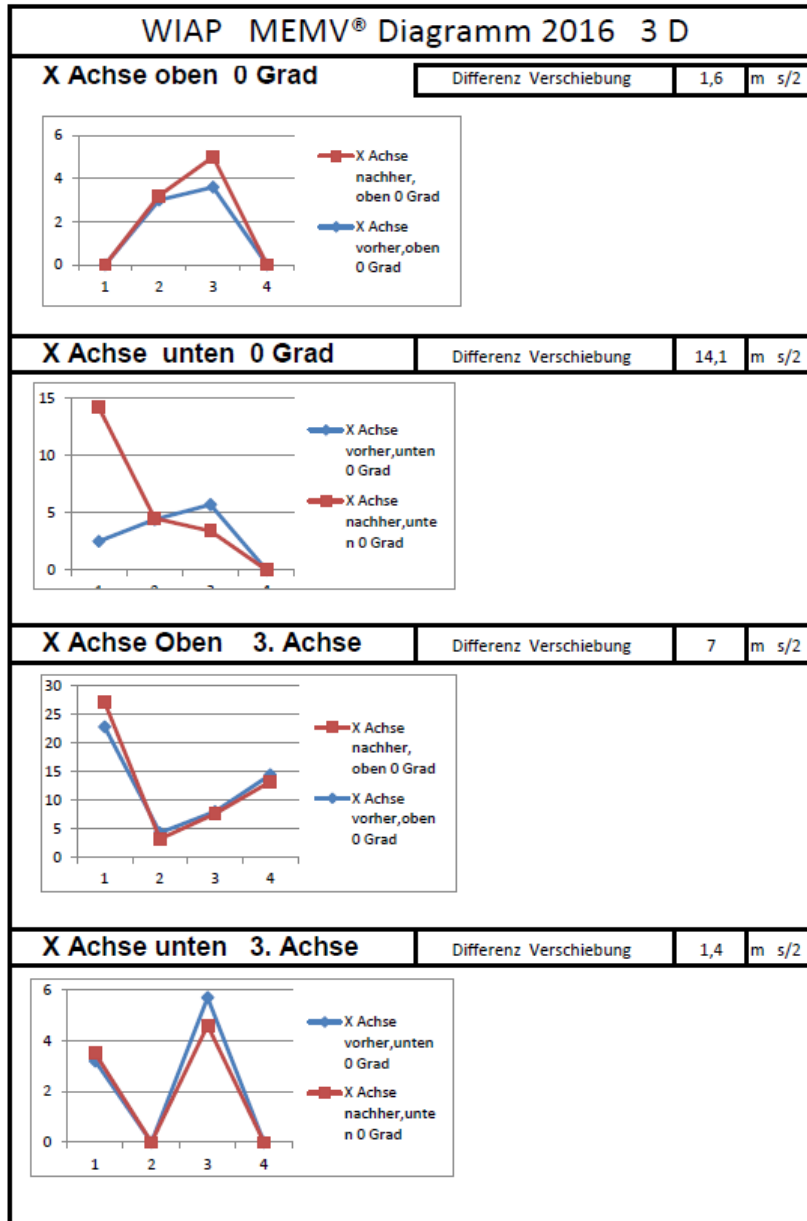 WIAP MEMV® Diagramm 2016 3 D
X Achse oben 0 Grad
Differenz Verschiebung 1,6 m s/2
6
4
2
0
1 2 3 4
X Achse
nachher,
oben 0 Grad
X Achse
vorher,oben
0 Grad
X Achse unten 0 Grad
Differenz Verschiebung 14,1 m s/2
15
10
5
0
X Achse
vorher,unten
0 Grad
X Achse
nachher,unte
n 0 Grad
X Achse Oben 3. Achse
Differenz Verschiebung 7 m s/2
30
25
20
15
10
5
0
1 2 3 4
X Achse
nachher,
oben 0 Grad
X Achse
vorher,oben
0 Grad
X Achse unten 3. Achse
Differenz Verschiebung 1,4 m s/2
6
4
2
0
1 2 3 4
X Achse
vorher,unten
0 Grad
X Achse
nachher,unte
n 0 Grad